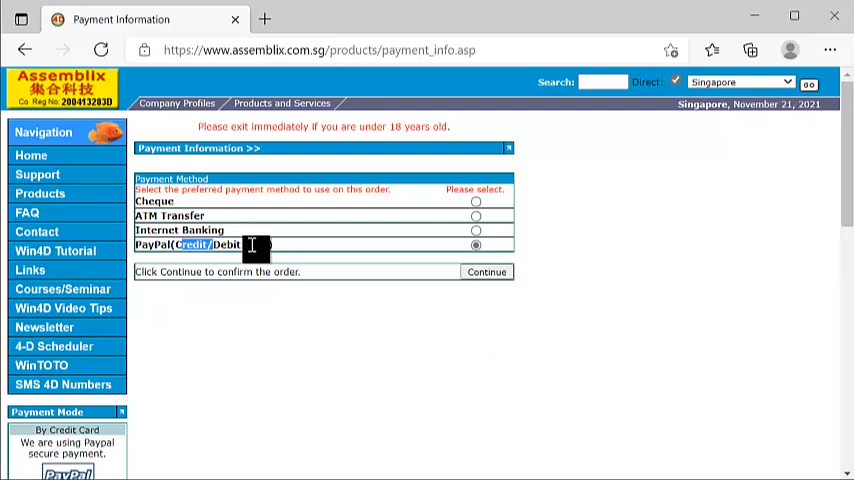 Payment Information
https://www.assemblix.com.sg/products/payment_info.asp
Assemblix
集合科技
Co. Reg No: 200413283D
Search:
Direct:
Singapore
GO
Company Profiles
Products and Services
Singapore, November 21, 2021
Please exit immediately if you are under 18 years old.
Navigation
Home
Support
Products
FAQ
Contact
Win4D Tutorial
Links
Courses/Seminar
Win4D Video Tips
Newsletter
4-D Scheduler
WinTOTO
SMS 4D Numbers
Payment Mode
By Credit Card
We are using Paypal
secure payment.
PayPal
Payment Information >>
Payment Method
Select the preferred payment method to use on this order.
Please select.
Cheque
ATM Transfer
Internet Banking
PayPal(Credit/Debit
Click Continue to confirm the order.
Continue